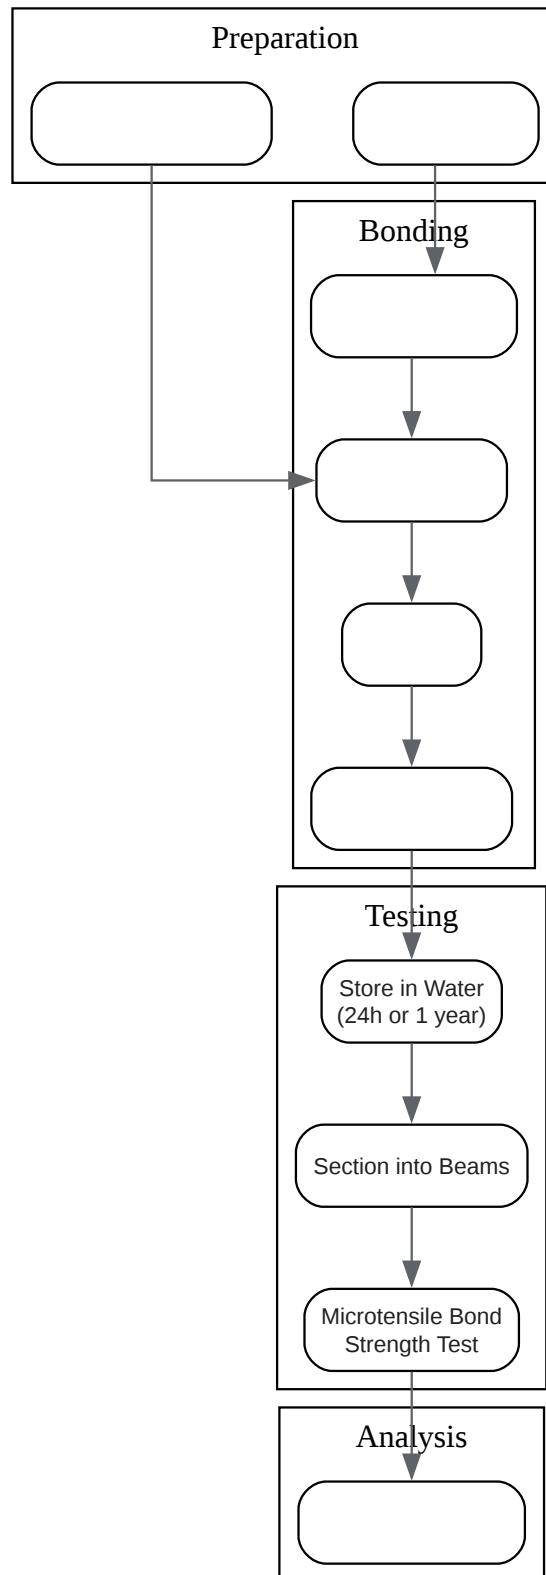 Preparation
Bonding
Testing
Store in Water
(24h or 1 year)
Section into Beams
Microtensile Bond
Strength Test
Analysis